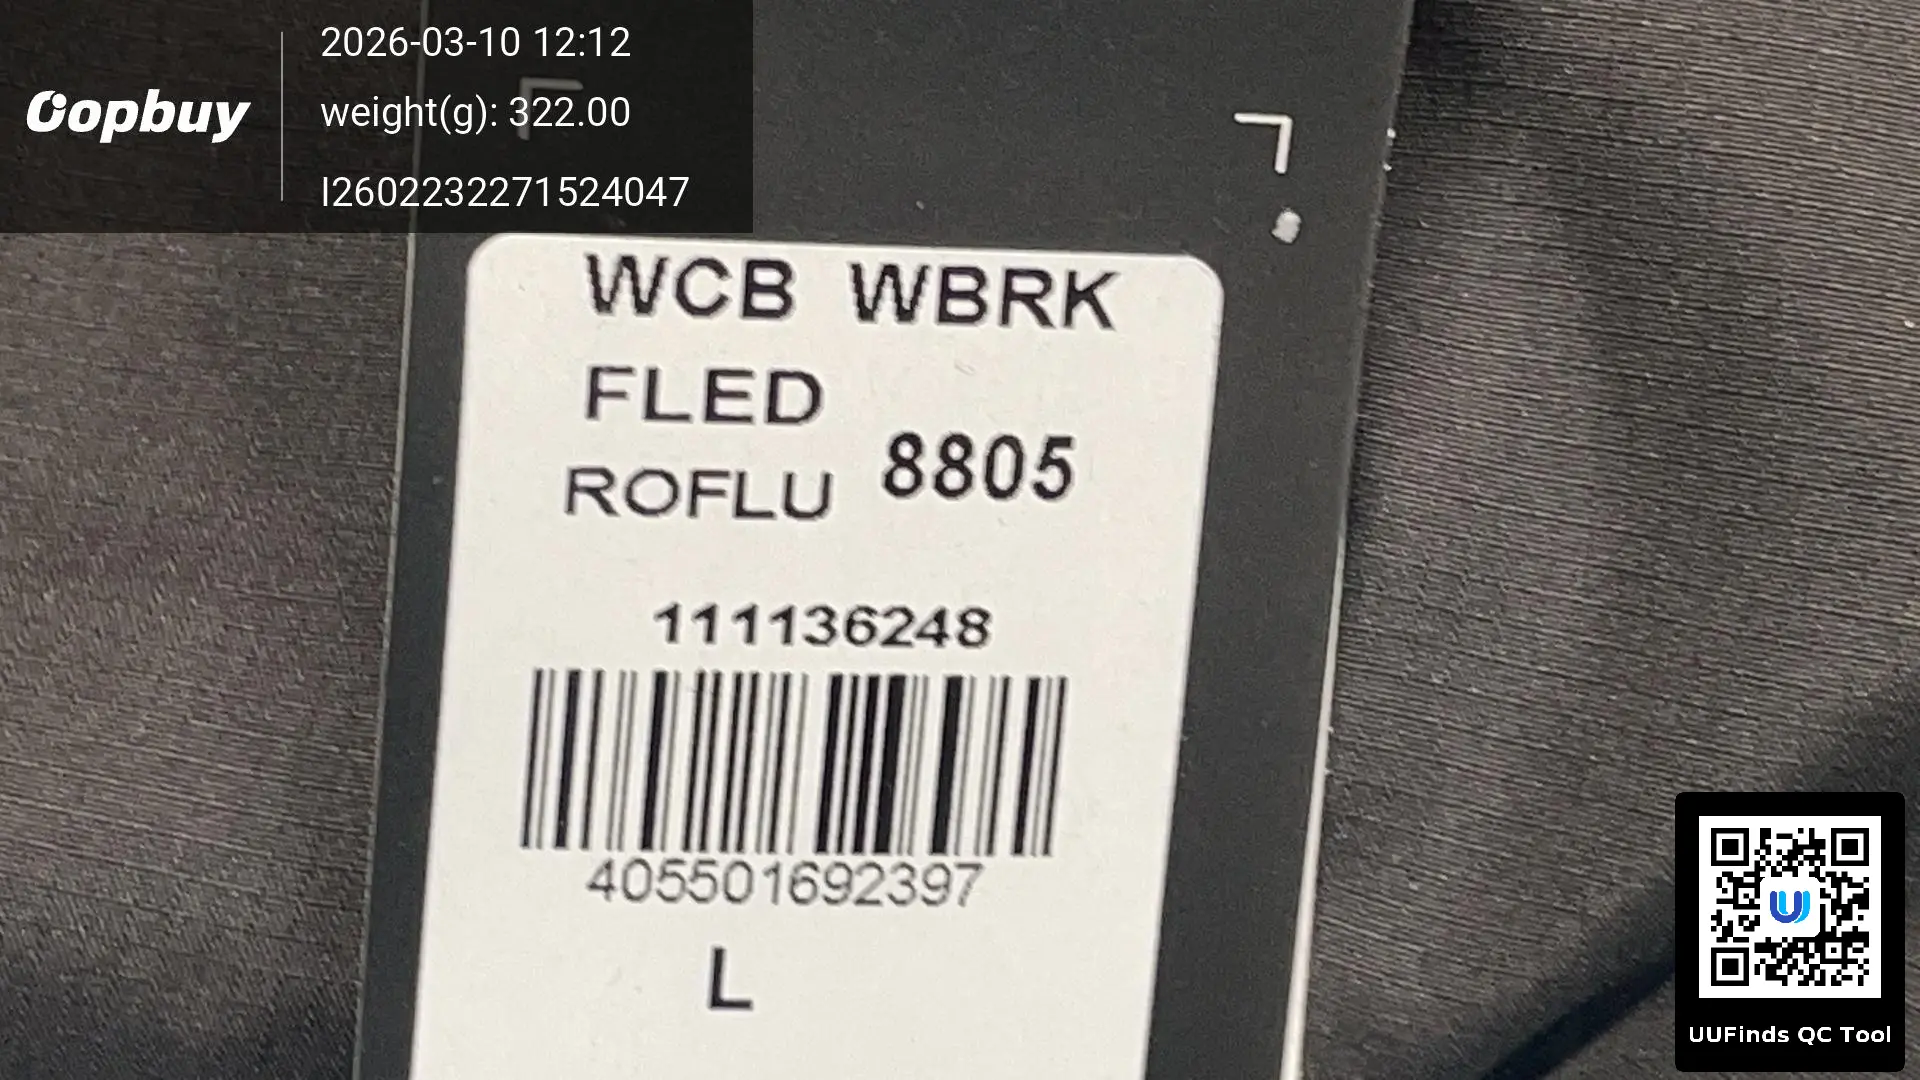 Oopbuy
2026-03-10 12:12
weight(g): 322.00
I2602232271524047
WCB WBRK
FLED
ROFLU 8805
111136248
405501692397
L
UUFinds QC Tool